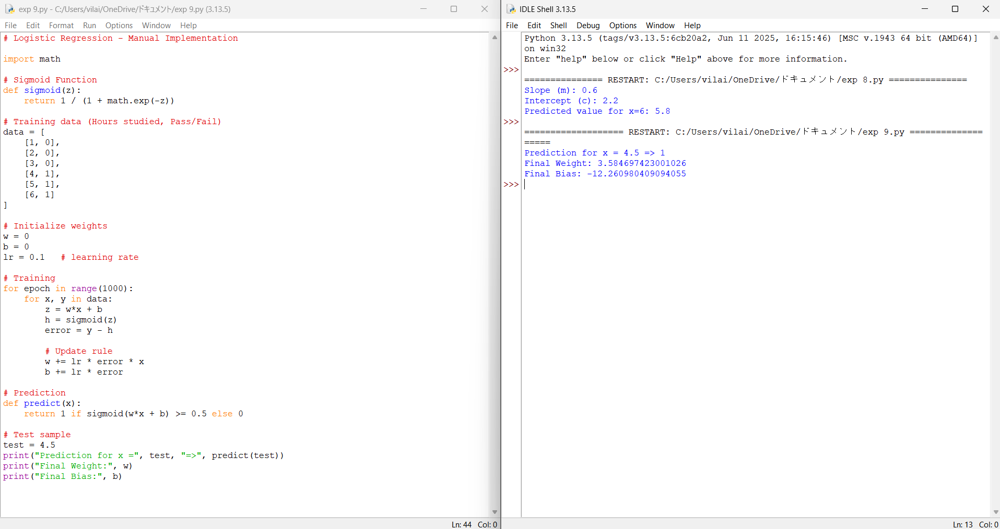 exp 9.py - C:/Users/vilai/OneDrive/ドキュメント/exp 9.py (3.13.5)
File Edit Format Run Options Window Help
# Logistic Regression - Manual Implementation
import math
# Sigmoid Function
def sigmoid(z):
    return 1 / (1 + math.exp(-z))
# Training data (Hours studied, Pass/Fail)
data = [
    [1, 0],
    [2, 0],
    [3, 0],
    [4, 1],
    [5, 1],
    [6, 1]
]
# Initialize weights
w = 0
b = 0
lr = 0.1   # learning rate
# Training
for epoch in range(1000):
    for x, y in data:
        z = w*x + b
        h = sigmoid(z)
        error = y - h
        # Update rule
        w += lr * error * x
        b += lr * error
# Prediction
def predict(x):
    return 1 if sigmoid(w*x + b) >= 0.5 else 0
# Test sample
test = 4.5
print("Prediction for x =", test, "=>", predict(test))
print("Final Weight:", w)
print("Final Bias:", b)
Ln: 44 Col: 0
IDLE Shell 3.13.5
File Edit Shell Debug Options Window Help
Python 3.13.5 (tags/v3.13.5:6cb20a2, Jun 11 2025, 16:15:46) [MSC v.1943 64 bit (AMD64)]
on win32
Enter "help" below or click "Help" above for more information.
>>>
=============== RESTART: C:/Users/vilai/OneDrive/ドキュメント/exp 8.py ===============
Slope (m): 0.6
Intercept (c): 2.2
Predicted value for x=6: 5.8
>>>
=================== RESTART: C:/Users/vilai/OneDrive/ドキュメント/exp 9.py ==============
=====
Prediction for x = 4.5 => 1
Final Weight: 3.584697423001026
Final Bias: -12.260980409094055
>>>
Ln: 13 Col: 0